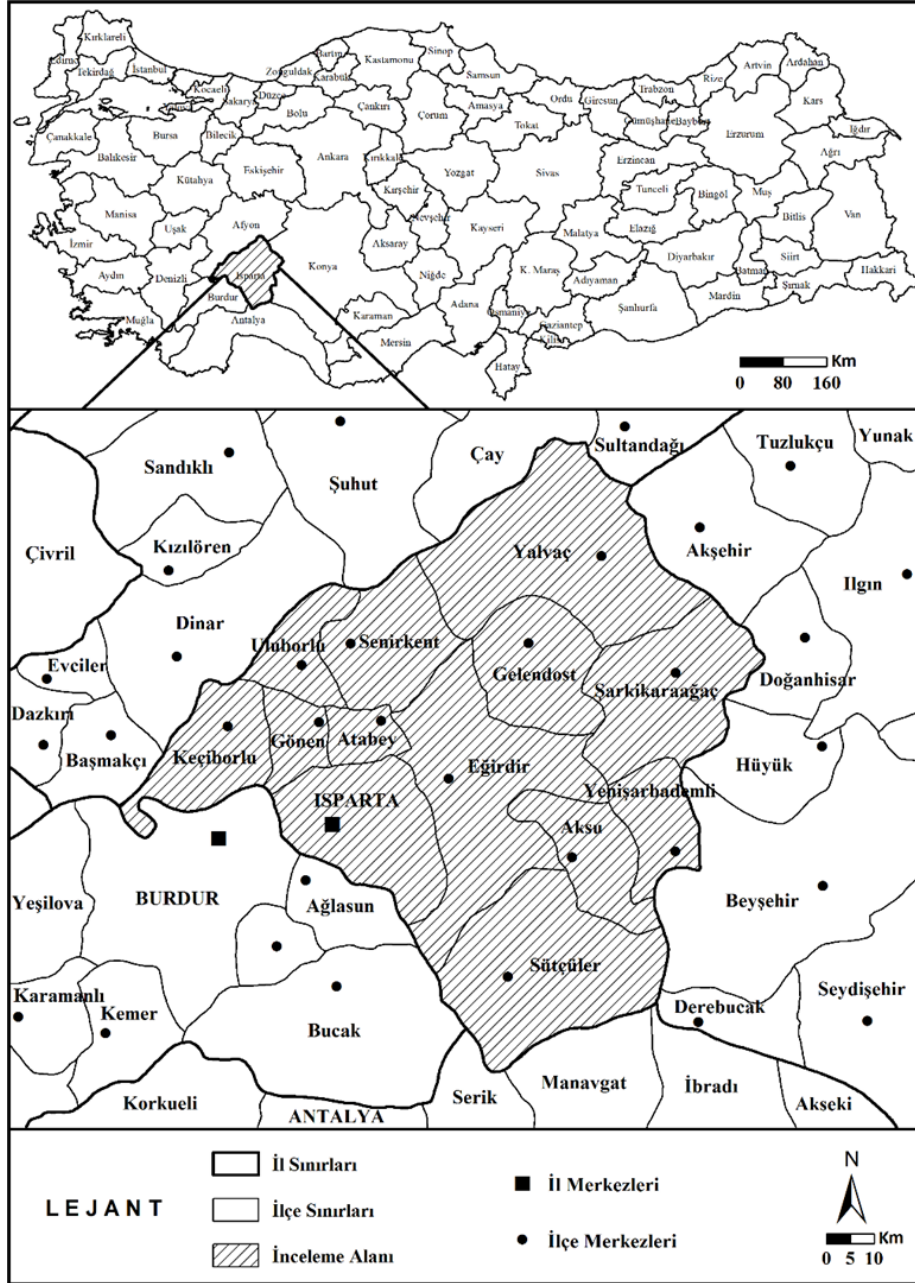 Kırklareli
Edirne
Tekirdağ
İstanbul
Kocaeli
Sakarya
Düzce
Zonguldak
Bartın
Karabük
Kastamonu
Sinop
Samsun
Çankırı
Bolu
Çorum
Amasya
Ordu
Giresun
Trabzon
Rize
Artvin
Ardahan
Kars
Tokat
Gümüşhane
Bayburt
Erzurum
Iğdır
Ağrı
Çanakkale
Bursa
Bilecik
Balıkesir
Eskişehir
Ankara
Kırıkkale
Yozgat
Sivas
Erzincan
Kütahya
Kırşehir
Tunceli
Bingöl
Muş
Manisa
Uşak
Afyon
Nevşehir
Kayseri
Malatya
Elazığ
Bitlis
Van
İzmir
Aksaray
Diyarbakır
Aydın
Denizli
Isparta
Konya
Niğde
K. Maraş
Adıyaman
Batman
Siirt
Hakkari
Şırnak
Burdur
Muğla
Antalya
Karaman
Mersin
Adana
Osmaniye
Gaziantep
Kilis
Şanlıurfa
Mardin
Hatay
Km
0 80 160
Sandıklı
Şuhut
Çay
Sultandağı
Tuzlukçu
Yunak
Çivril
Kızılören
Yalvaç
Akşehir
Ilgın
Dinar
Uluborlu
Senirkent
Gelendost
Şarkikaraağaç
Doğanhisar
Evciler
Dazkırı
Başmakçı
Keçiborlu
Gönen
Atabey
Eğirdir
Hüyük
ISPARTA
Yenişarbademli
Aksu
Yeşilova
BURDUR
Ağlasun
Beyşehir
Sütçüler
Karamanlı
Kemer
Bucak
Derebucak
Seydişehir
Korkueli
ANTALYA
Serik
Manavgat
İbradı
Akseki
LEJANT
İl Sınırları
İlçe Sınırları
İnceleme Alanı
İl Merkezleri
İlçe Merkezleri
N
Km
0 5 10